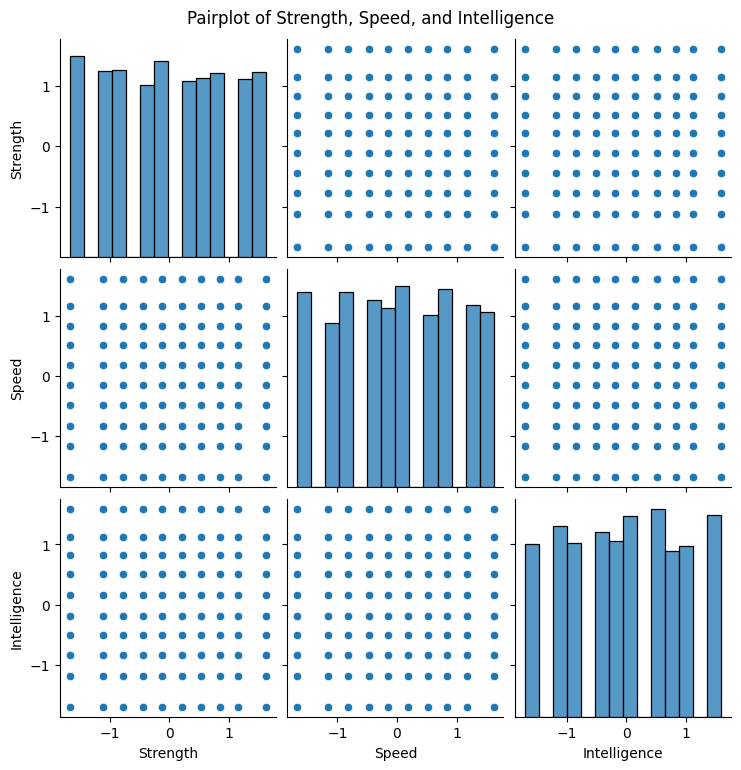 Pairplot of Strength, Speed, and Intelligence
Strength
1
0
−1
Speed
1
0
−1
Intelligence
1
0
−1
−1 0 1
−1 0 1
−1 0 1
Strength
Speed
Intelligence